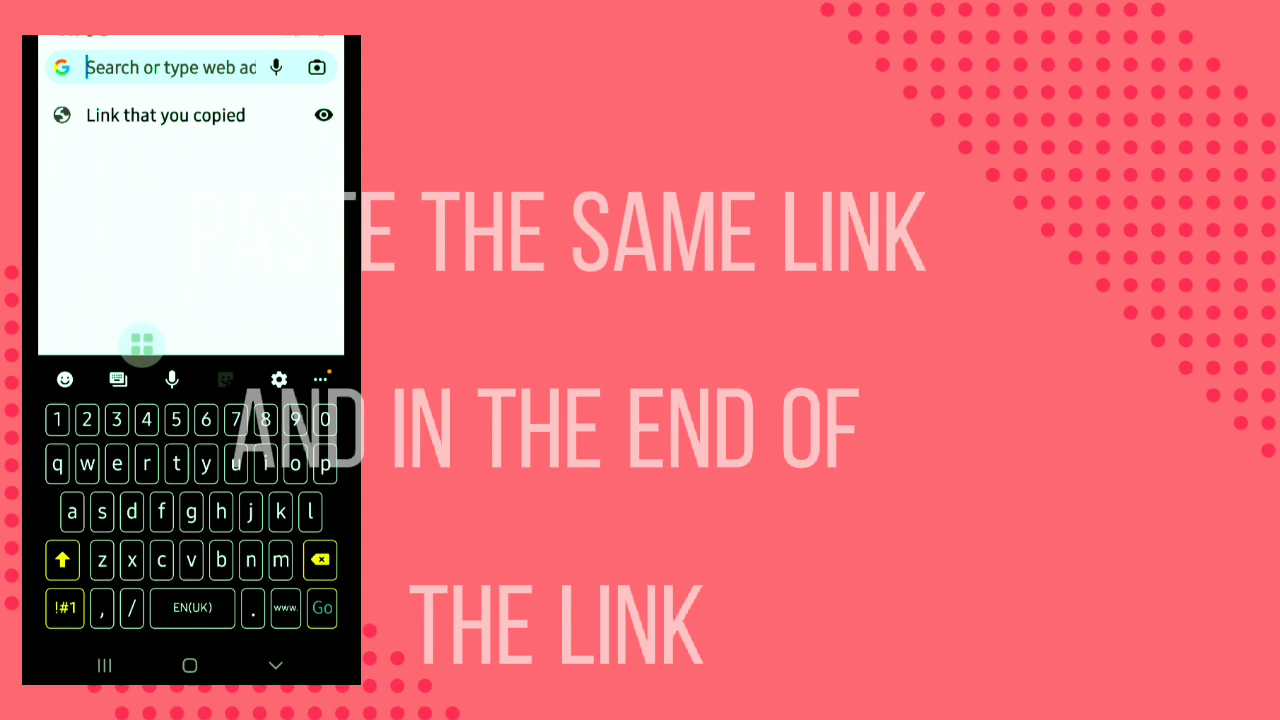 Search or type web ad
Link that you copied
PASTE THE SAME LINK
AND IN THE END OF
THE LINK
1 2 3 4 5 6 7 8 9 0
q w e r t y u i o p
a s d f g h j k l
z x c v b n m
!#1 , / EN(UK) . www. Go